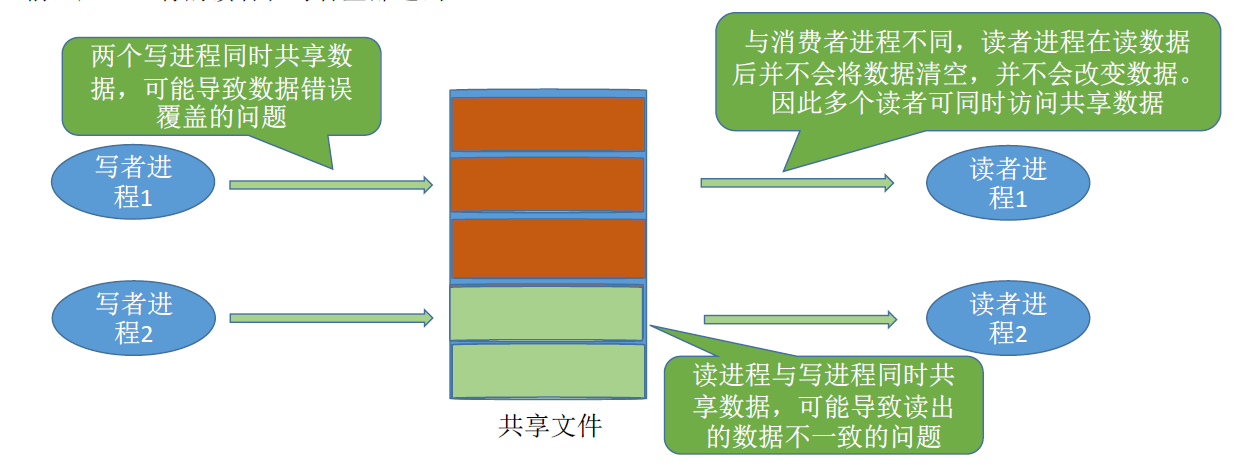 两个写进程同时共享数
据，可能导致数据错误
覆盖的问题
与消费者进程不同，读者进程在读数据
后并不会将数据清空，并不会改变数据。
因此多个读者可同时访问共享数据
写者进
程1
读者进
程1
写者进
程2
读者进
程2
读进程与写进程同时共
享数据，可能导致读出
的数据不一致的问题
共享文件